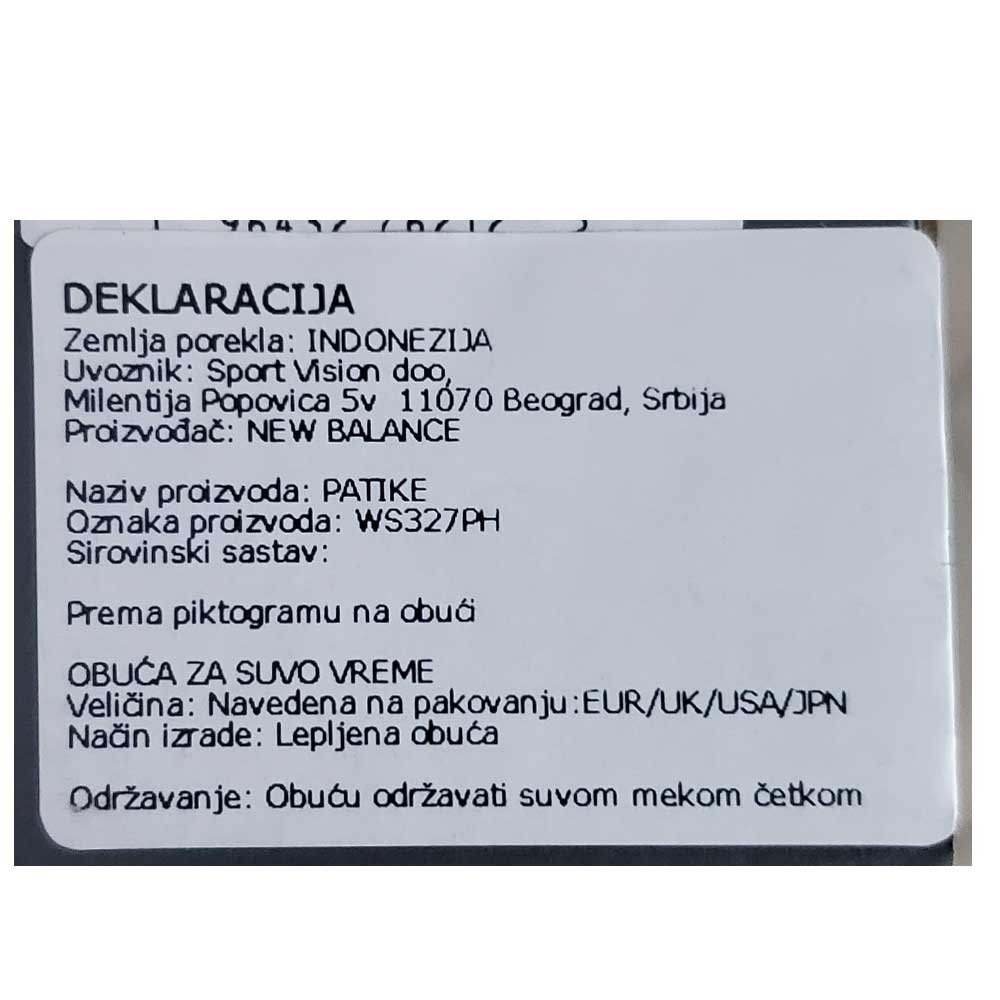 DEKLARACIJA
Zemlja porekla: INDONEZIJA
Uvoznik: Sport Vision doo,
Milentija Popovica 5v 11070 Beograd, Srbija
Proizvođač: NEW BALANCE
Naziv proizvoda: PATIKE
Oznaka proizvoda: WS327PH
Sirovinski sastav:
Prema piktogramu na obući
OBUĆA ZA SUVO VREME
Veličina: Navedena na pakovanju:EUR/UK/USA/JPN
Način izrade: Lepljena obuća
Održavanje: Obuću održavati suvom mekom četkom